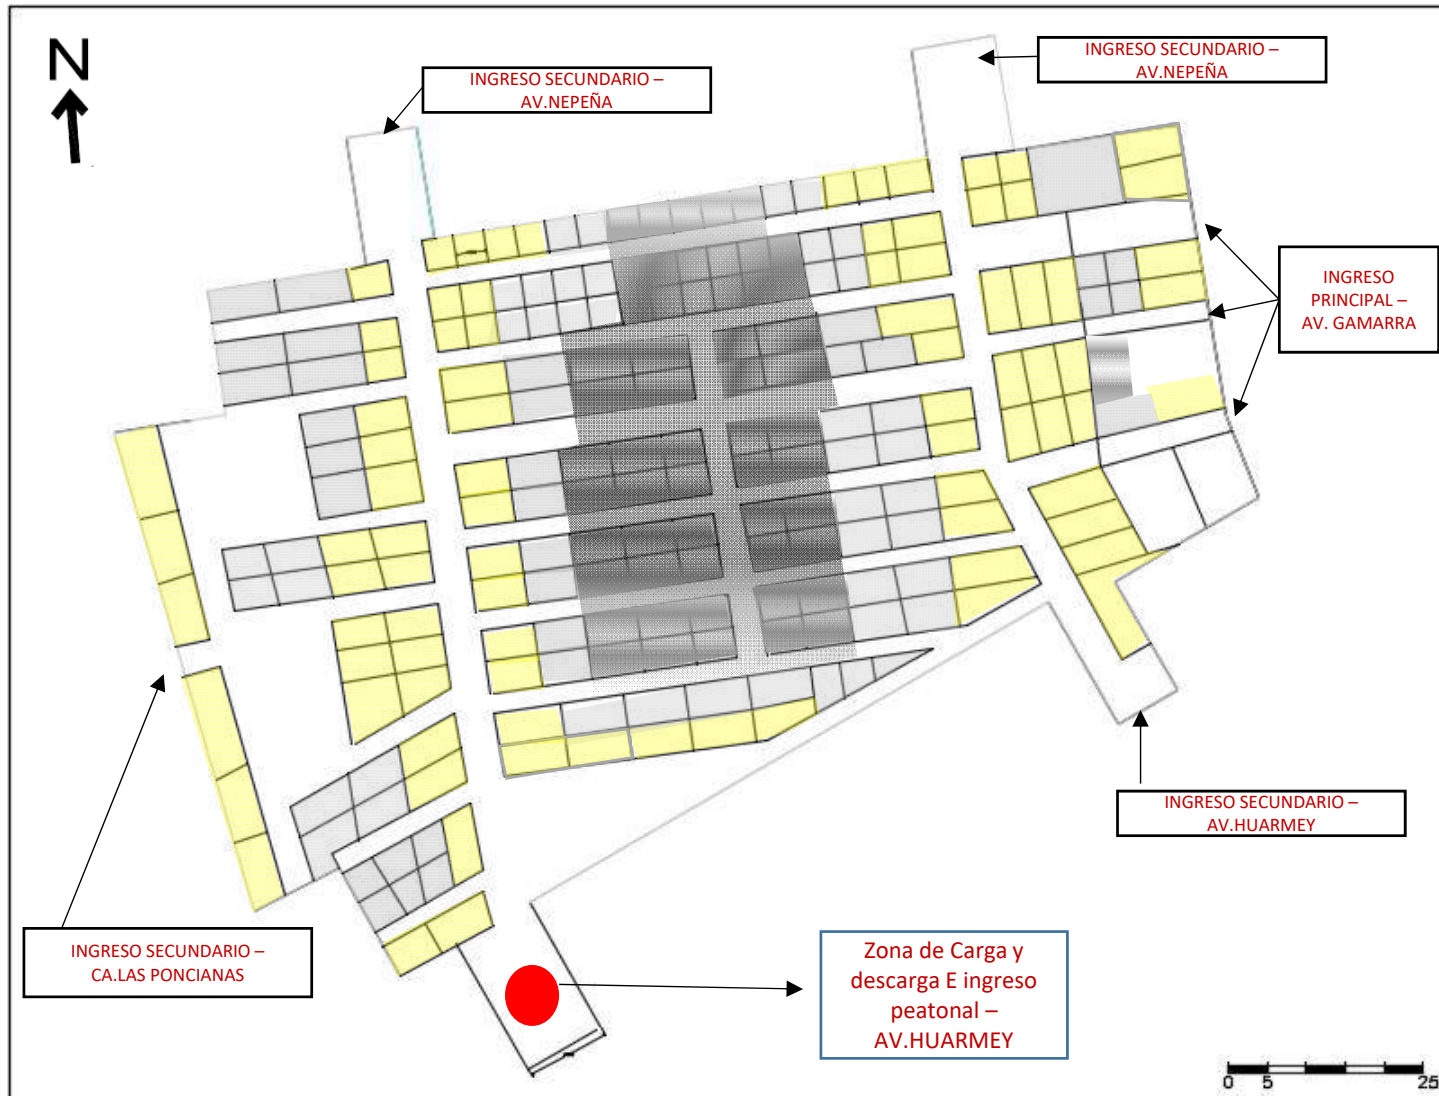 N
INGRESO SECUNDARIO –
AV.NEPEÑA
INGRESO SECUNDARIO –
AV.NEPEÑA
INGRESO
PRINCIPAL –
AV. GAMARRA
INGRESO SECUNDARIO –
AV.HUARMEY
INGRESO SECUNDARIO –
CA.LAS PONCIANAS
Zona de Carga y
descarga E ingreso
peatonal –
AV.HUARMEY
0 5 25